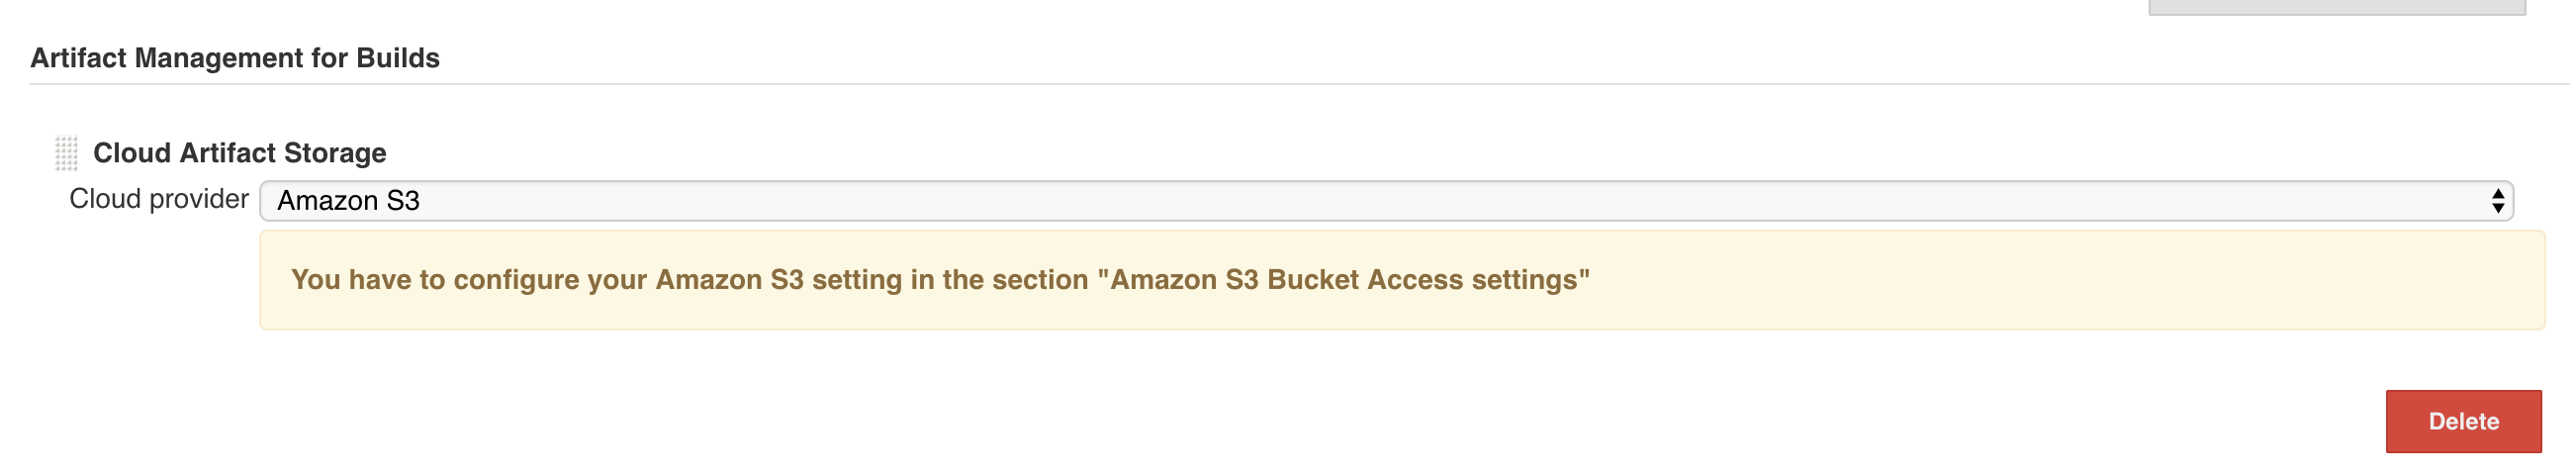 Artifact Management for Builds
Cloud Artifact Storage
Cloud provider Amazon S3
You have to configure your Amazon S3 setting in the section "Amazon S3 Bucket Access settings"
Delete